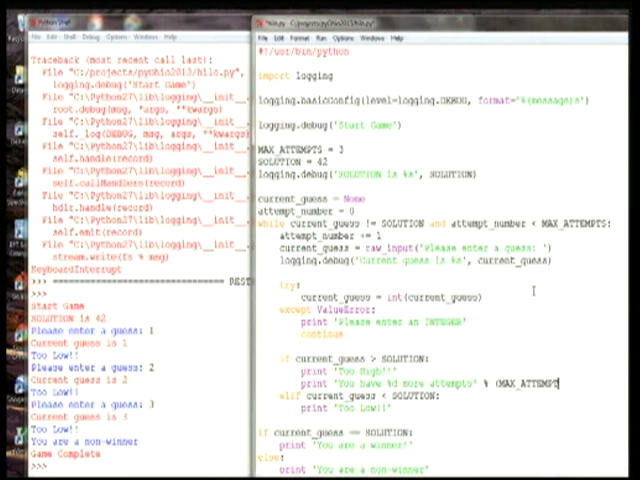 Python Shell
File Edit Shell Debug Options Windows Help
Traceback (most recent call last):
File "C:/projects/pyohio2013/hilo.py",
logging.debug('Start Game')
File "C:\Python27\lib\logging\__init__
root.debug(msg, *args, **kwargs)
File "C:\Python27\lib\logging\__init__
self._log(DEBUG, msg, args, **kwargs)
File "C:\Python27\lib\logging\__init__
self.handle(record)
File "C:\Python27\lib\logging\__init__
self.callHandlers(record)
File "C:\Python27\lib\logging\__init__
hdlr.handle(record)
File "C:\Python27\lib\logging\__init__
self.emit(record)
File "C:\Python27\lib\logging\__init__
stream.write(fs % msg)
KeyboardInterrupt
>>> ================================ REST
>>>
Start Game
SOLUTION is 42
Please enter a guess: 1
Current guess is 1
Too Low!!
Please enter a guess: 2
Current guess is 2
Too Low!!
Please enter a guess: 3
Current guess is 3
Too Low!!
You are a non-winner
Game Complete
>>>
*hilo.py - C:/projects/pyohio2013/hilo.py*
File Edit Format Run Options Windows Help
#!/usr/bin/python
import logging
logging.basicConfig(level=logging.DEBUG, format='%(message)s')
logging.debug('Start Game')
MAX_ATTEMPTS = 3
SOLUTION = 42
logging.debug('SOLUTION is %s', SOLUTION)
current_guess = None
attempt_number = 0
while current_guess != SOLUTION and attempt_number < MAX_ATTEMPTS:
attempt_number += 1
current_guess = raw_input('Please enter a guess: ')
logging.debug('Current guess is %s', current_guess)
try:
current_guess = int(current_guess)
except ValueError:
print 'Please enter an INTEGER'
continue
if current_guess > SOLUTION:
print 'Too High!!'
print 'You have %d more attempts' % (MAX_ATTEMPT
elif current_guess < SOLUTION:
print 'Too Low!!'
if current_guess == SOLUTION:
print 'You are a winner!'
else:
print 'You are a non-winner'